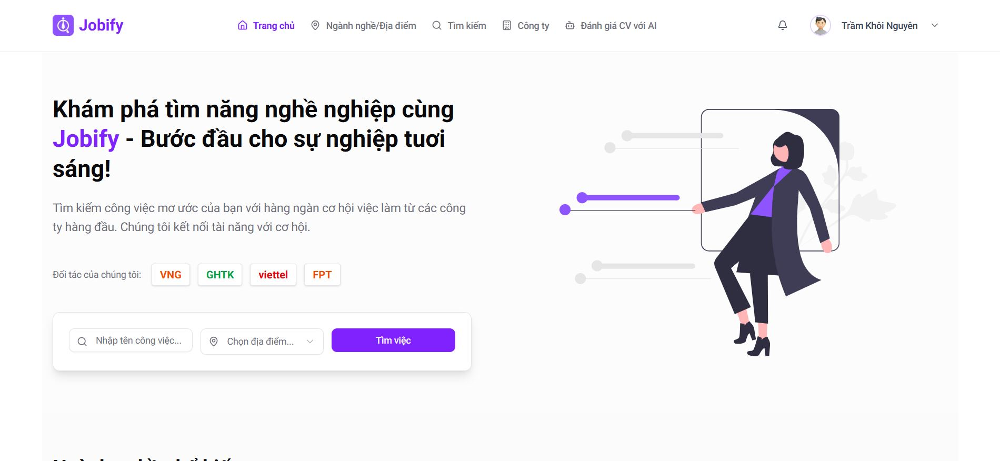 Jobify
Trang chủ
Ngành nghề/Địa điểm
Tìm kiếm
Công ty
Đánh giá CV với AI
Trầm Khôi Nguyên
Khám phá tìm năng nghề nghiệp cùng
Jobify - Bước đầu cho sự nghiệp tươi
sáng!
Tìm kiếm công việc mơ ước của bạn với hàng ngàn cơ hội việc làm từ các công
ty hàng đầu. Chúng tôi kết nối tài năng với cơ hội.
Đối tác của chúng tôi:
VNG
GHTK
viettel
FPT
Nhập tên công việc...
Chọn địa điểm...
Tìm việc